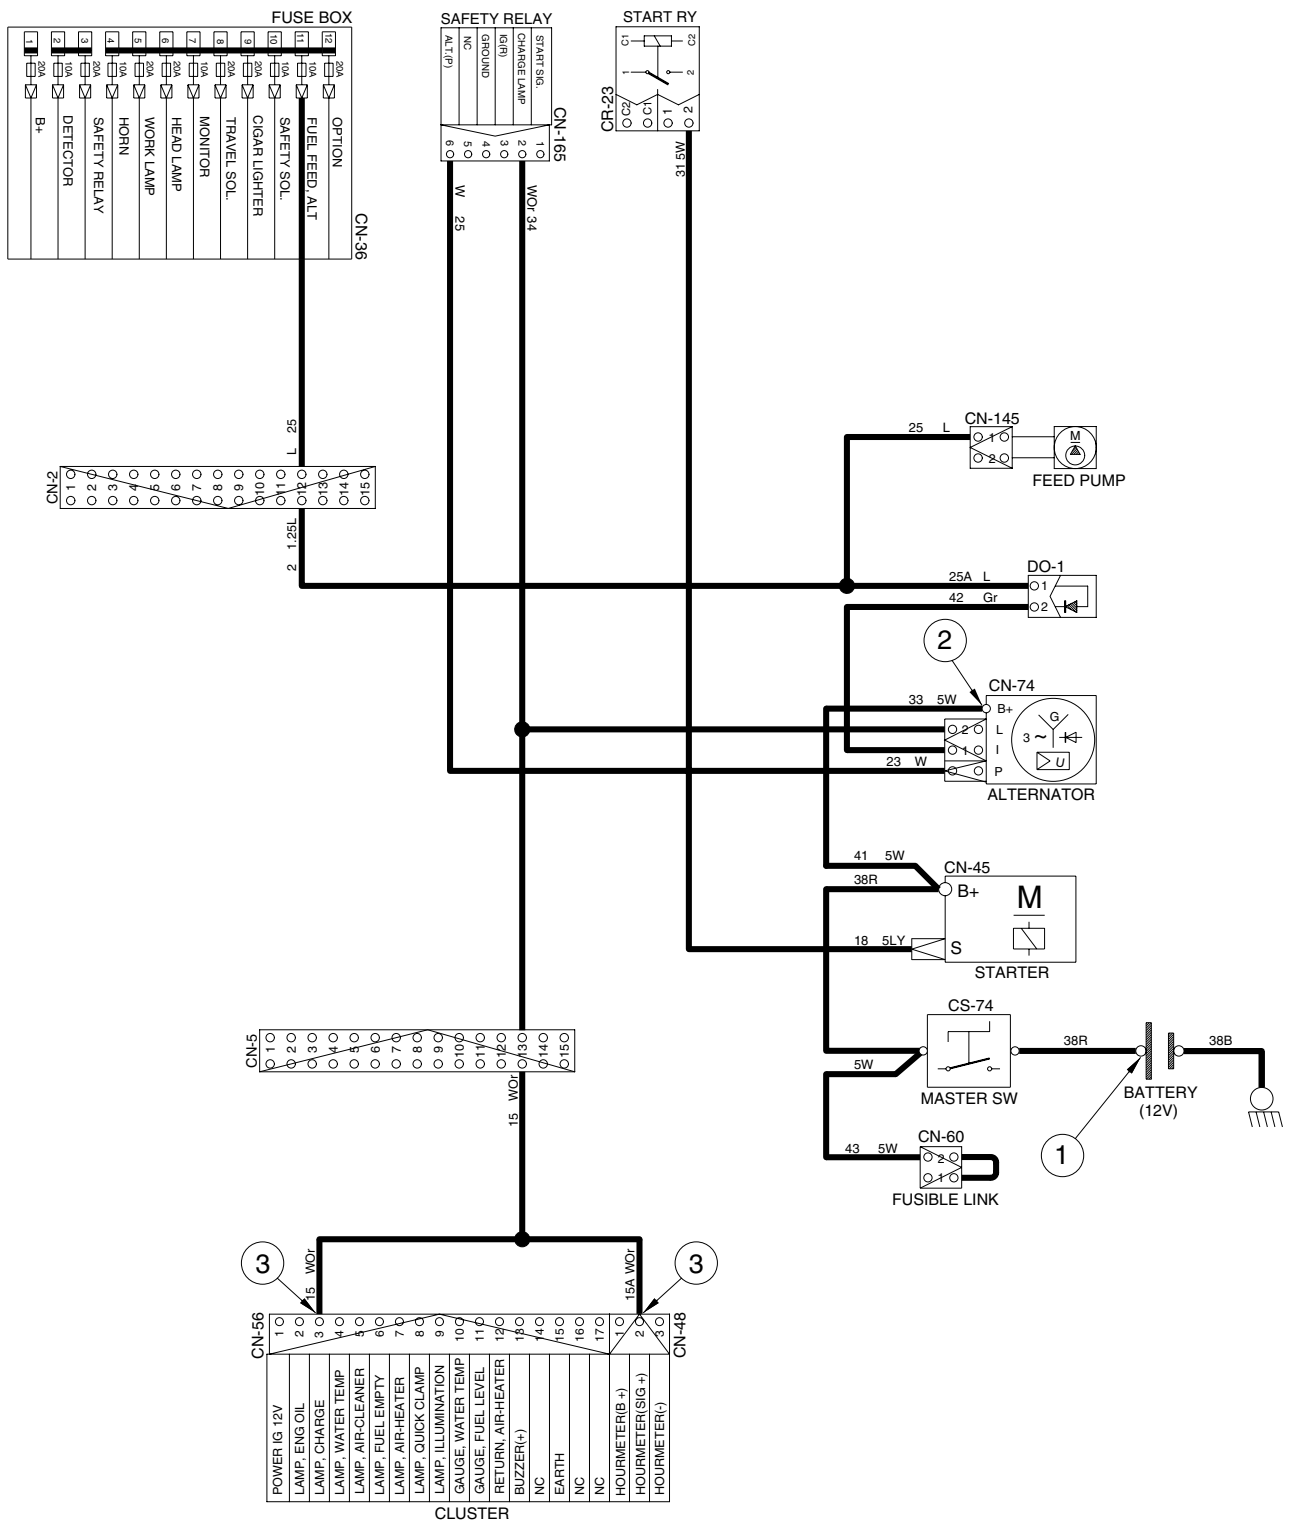 FUSE BOX
1 2 3 4 5 6 7 8 9 10 11 12
20A 10A 20A 10A 20A 20A 10A 10A 20A 10A 10A 20A
B+
DETECTOR
SAFETY RELAY
HORN
WORK LAMP
HEAD LAMP
MONITOR
TRAVEL SOL.
CIGAR LIGHTER
SAFETY SOL.
FUEL FEED, ALT
OPTION
CN-36
SAFETY RELAY
ALT.(P)
NC
GROUND
IG(R)
CHARGE LAMP
START SIG.
CN-165
6 5 4 3 2 1
W 25
WOr 34
START RY
C1 C2
1 2
CR-23
C2 C1 1 2
31 5W
L 25
CN-2
1 2 3 4 5 6 7 8 9 10 11 12 13 14 15
2 1.25L
25 L
CN-145
1
2
M
FEED PUMP
25A L
42 Gr
DO-1
1
2
2
33 5W
CN-74
B+
2 L
1 I
23 W
P
G
3 ~
U
ALTERNATOR
41 5W
38R
CN-45
B+
M
18 5LY
S
STARTER
CS-74
MASTER SW
38R
38B
BATTERY
(12V)
1
5W
43 5W
CN-60
2
1
FUSIBLE LINK
CN-5
1 2 3 4 5 6 7 8 9 10 11 12 13 14 15
15 WOr
3
15 WOr
15A WOr
3
CN-56
1 2 3 4 5 6 7 8 9 10 11 12 13 14 15 16 17
1 2 3
CN-48
POWER IG 12V
LAMP, ENG OIL
LAMP, CHARGE
LAMP, WATER TEMP
LAMP, AIR-CLEANER
LAMP, FUEL EMPTY
LAMP, AIR-HEATER
LAMP, QUICK CLAMP
LAMP, ILLUMINATION
GAUGE, WATER TEMP
GAUGE, FUEL LEVEL
RETURN, AIR-HEATER
BUZZER(+)
NC
EARTH
NC
NC
HOURMETER(B +)
HOURMETER(SIG +)
HOURMETER(-)
CLUSTER